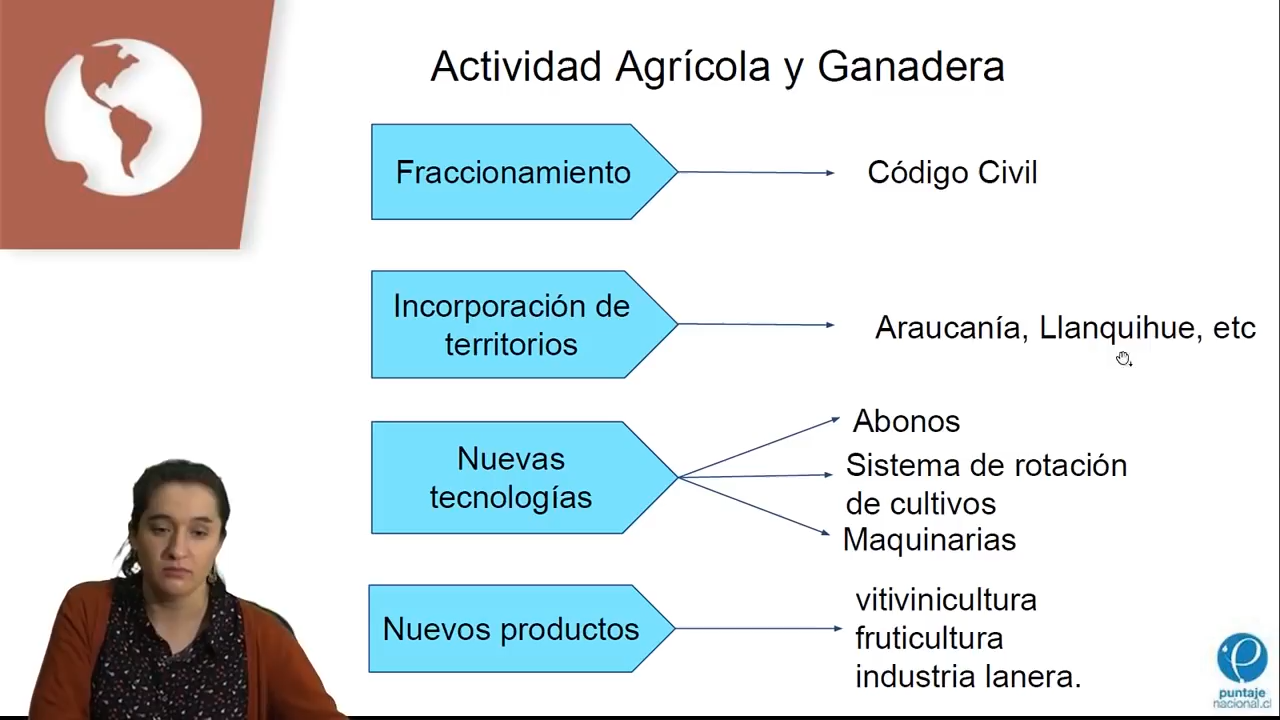 Actividad Agrícola y Ganadera
Fraccionamiento
Código Civil
Incorporación de
territorios
Araucanía, Llanquihue, etc
Nuevas
tecnologías
Abonos
Sistema de rotación
de cultivos
Maquinarias
Nuevos productos
vitivinicultura
fruticultura
industria lanera.
puntaje
nacional.cl